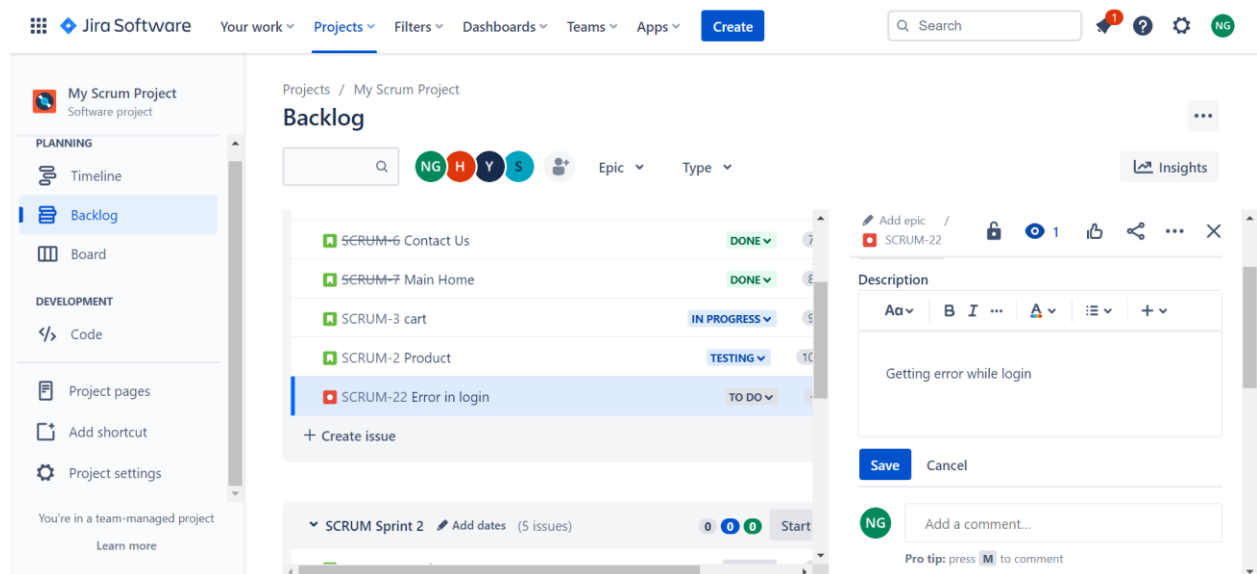 Jira Software Your work Projects Filters Dashboards Teams Apps Create Search 1 NG
My Scrum Project
Software project
PLANNING
Timeline
Backlog
Board
DEVELOPMENT
Code
Project pages
Add shortcut
Project settings
You're in a team-managed project
Learn more
Projects / My Scrum Project
Backlog
NG H Y S Epic Type Insights
SCRUM-6 Contact Us DONE 7
SCRUM-7 Main Home DONE 8
SCRUM-3 cart IN PROGRESS 9
SCRUM-2 Product TESTING 10
SCRUM-22 Error in login TO DO -
+ Create issue
SCRUM Sprint 2 Add dates (5 issues) 0 0 0 Start
Add epic /
SCRUM-22 1
Description
Aa B I ... A +
Getting error while login
Save Cancel
NG Add a comment...
Pro tip: press M to comment